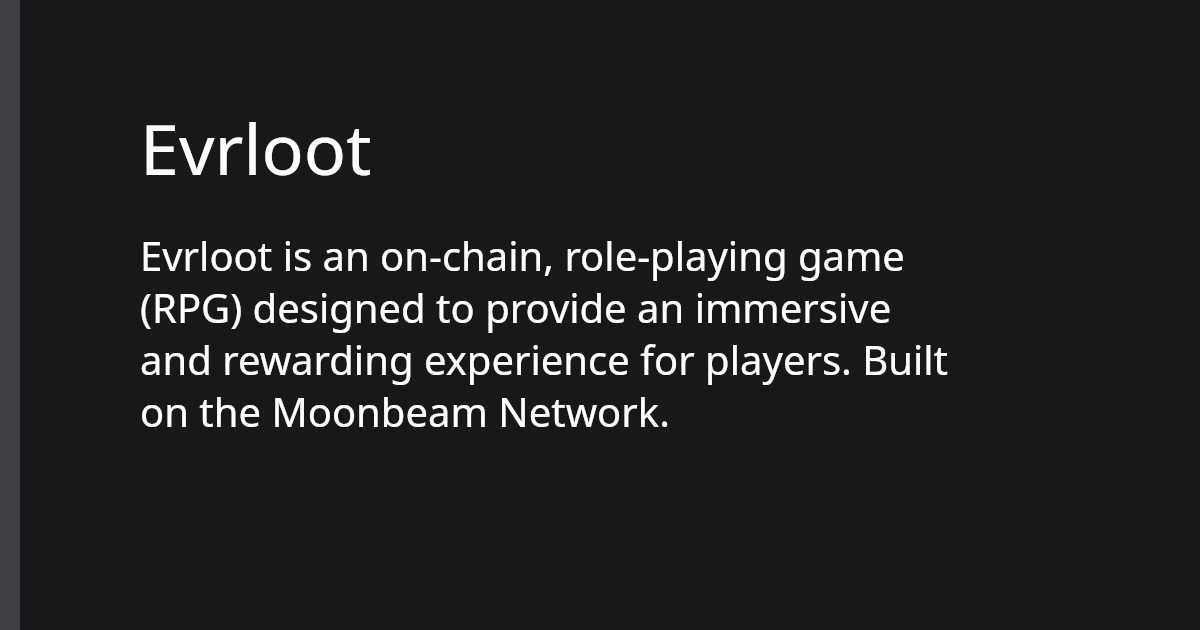 Evrloot
Evrloot is an on-chain, role-playing game
(RPG) designed to provide an immersive
and rewarding experience for players. Built
on the Moonbeam Network.